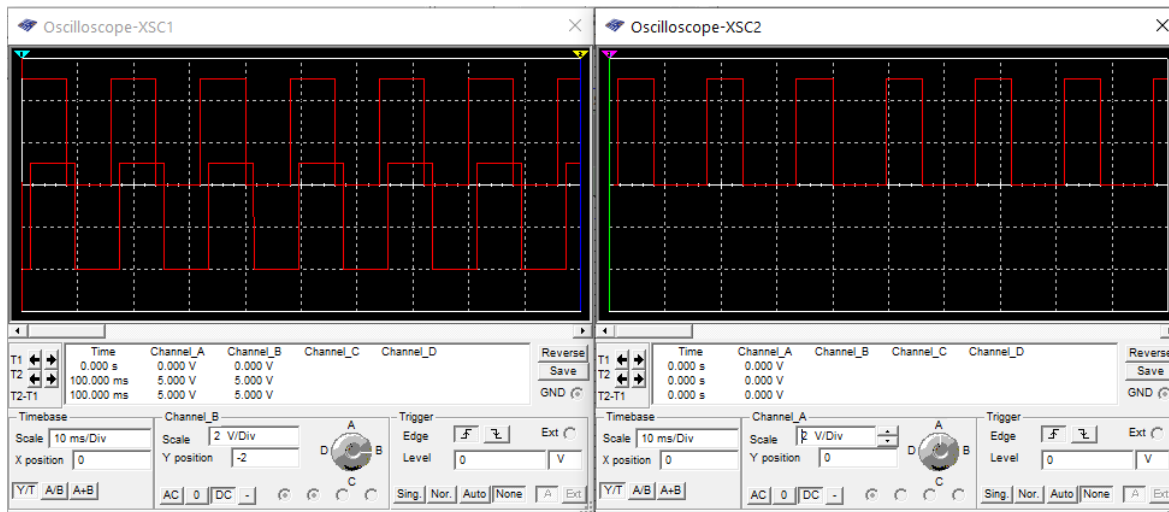 Oscilloscope-XSC1
1
2
T1
T2
T2-T1
Time Channel_A Channel_B Channel_C Channel_D
0.000 s 0.000 V 0.000 V
100.000 ms 5.000 V 5.000 V
100.000 ms 5.000 V 5.000 V
Reverse
Save
GND
Timebase
Scale 10 ms/Div
X position 0
Y/T A/B A+B
Channel_B
Scale 2 V/Div
Y position -2
AC 0 DC -
A
B
C
D
Trigger
Edge
Ext
Level 0 V
Sing. Nor. Auto None A Ext
Oscilloscope-XSC2
T1
T2
T2-T1
Time Channel_A Channel_B Channel_C Channel_D
0.000 s 0.000 V
0.000 s 0.000 V
0.000 s 0.000 V
Reverse
Save
GND
Timebase
Scale 10 ms/Div
X position 0
Y/T A/B A+B
Channel_A
Scale 2 V/Div
Y position 0
AC 0 DC -
A
B
C
D
Trigger
Edge
Ext
Level 0 V
Sing. Nor. Auto None A Ext